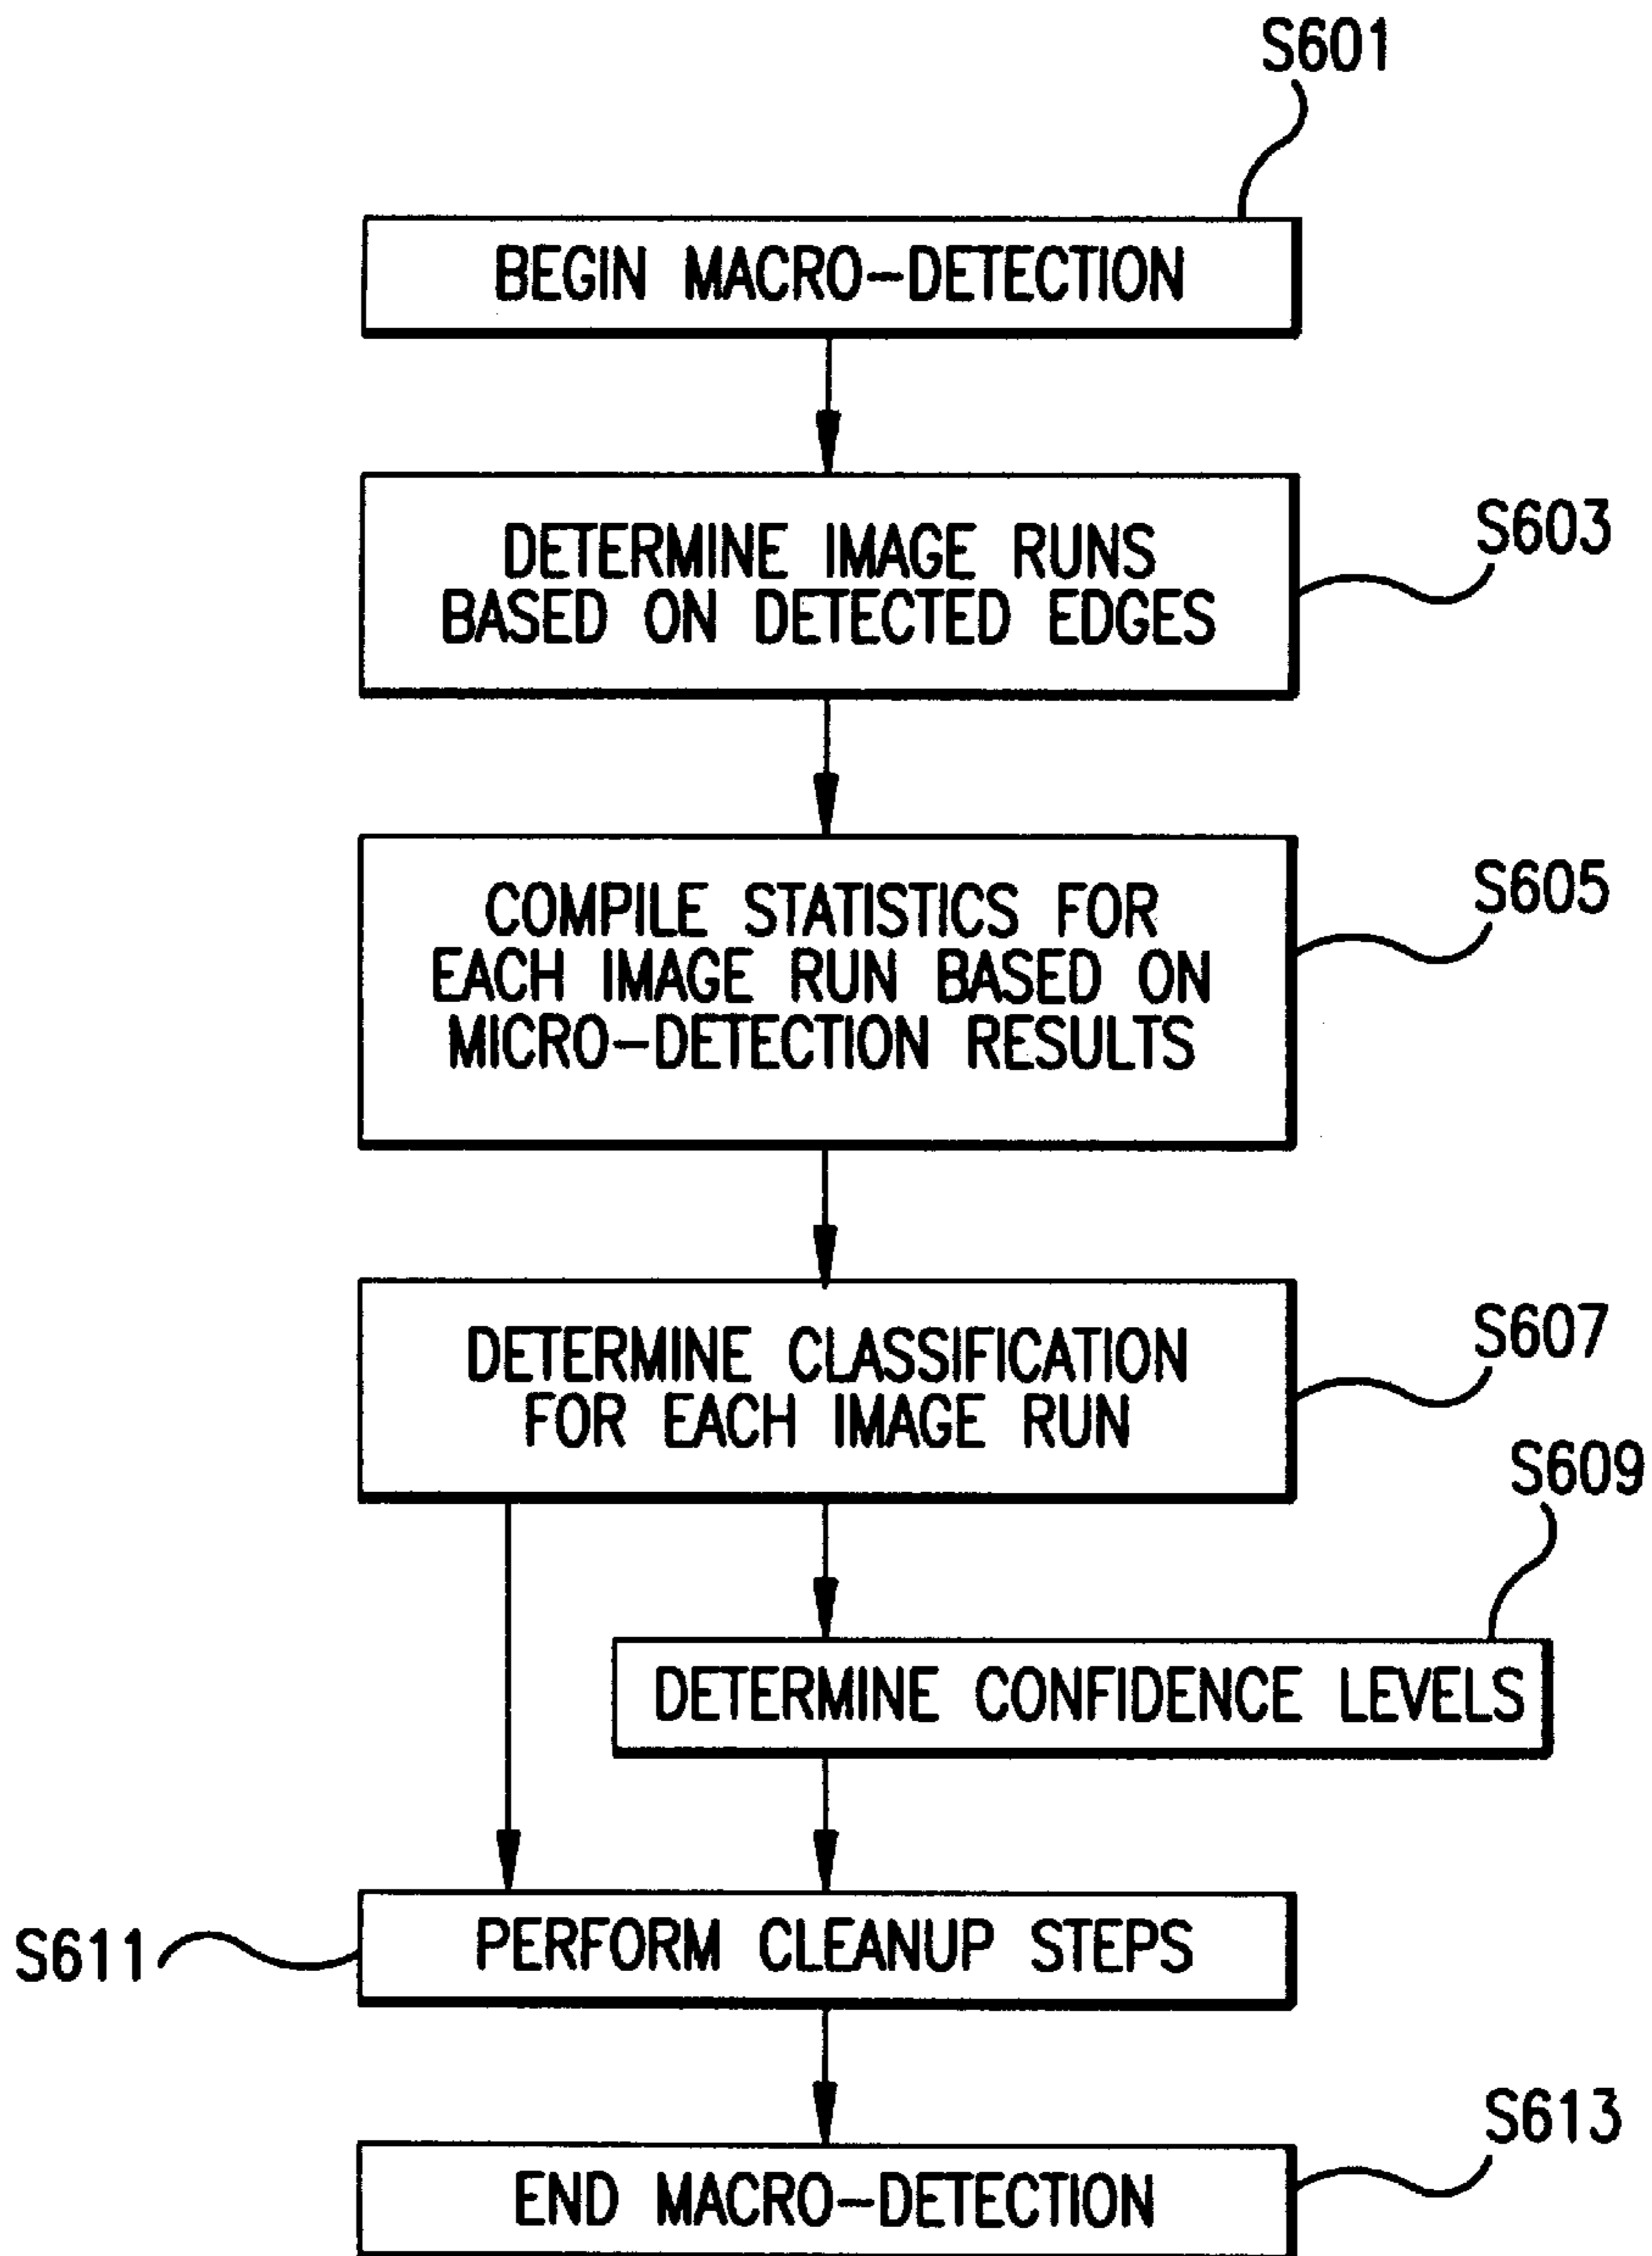 S601
BEGIN MACRO-DETECTION
S603
DETERMINE IMAGE RUNS
BASED ON DETECTED EDGES
S605
COMPILE STATISTICS FOR
EACH IMAGE RUN BASED ON
MICRO-DETECTION RESULTS
S607
DETERMINE CLASSIFICATION
FOR EACH IMAGE RUN
S609
DETERMINE CONFIDENCE LEVELS
S611
PERFORM CLEANUP STEPS
S613
END MACRO-DETECTION